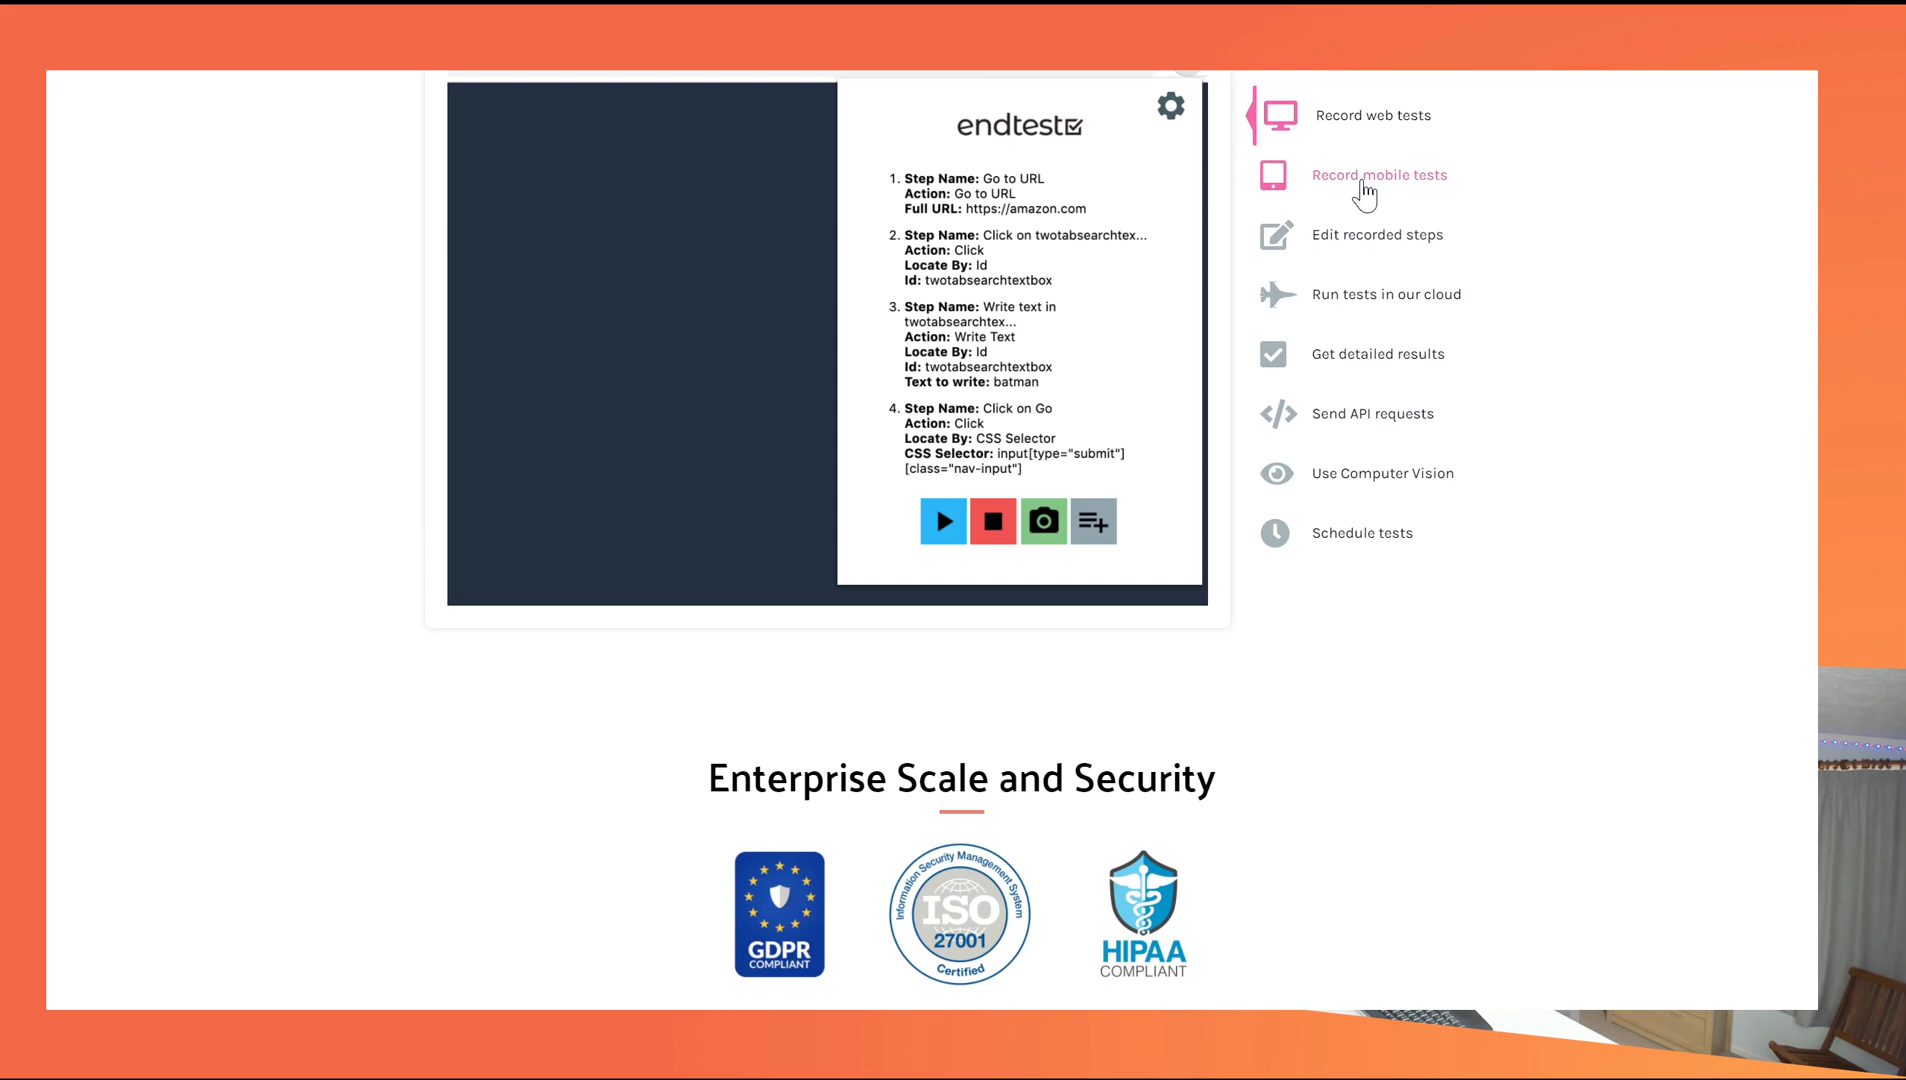 endtest
1. Step Name: Go to URL
Action: Go to URL
Full URL: https://amazon.com
2. Step Name: Click on twotabsearchtex...
Action: Click
Locate By: Id
Id: twotabsearchtextbox
3. Step Name: Write text in
twotabsearchtex...
Action: Write Text
Locate By: Id
Id: twotabsearchtextbox
Text to write: batman
4. Step Name: Click on Go
Action: Click
Locate By: CSS Selector
CSS Selector: input[type="submit"]
[class="nav-input"]
Record web tests
Record mobile tests
Edit recorded steps
Run tests in our cloud
Get detailed results
Send API requests
Use Computer Vision
Schedule tests
Enterprise Scale and Security
GDPR
COMPLIANT
Information Security Management System
ISO
27001
Certified
HIPAA
COMPLIANT